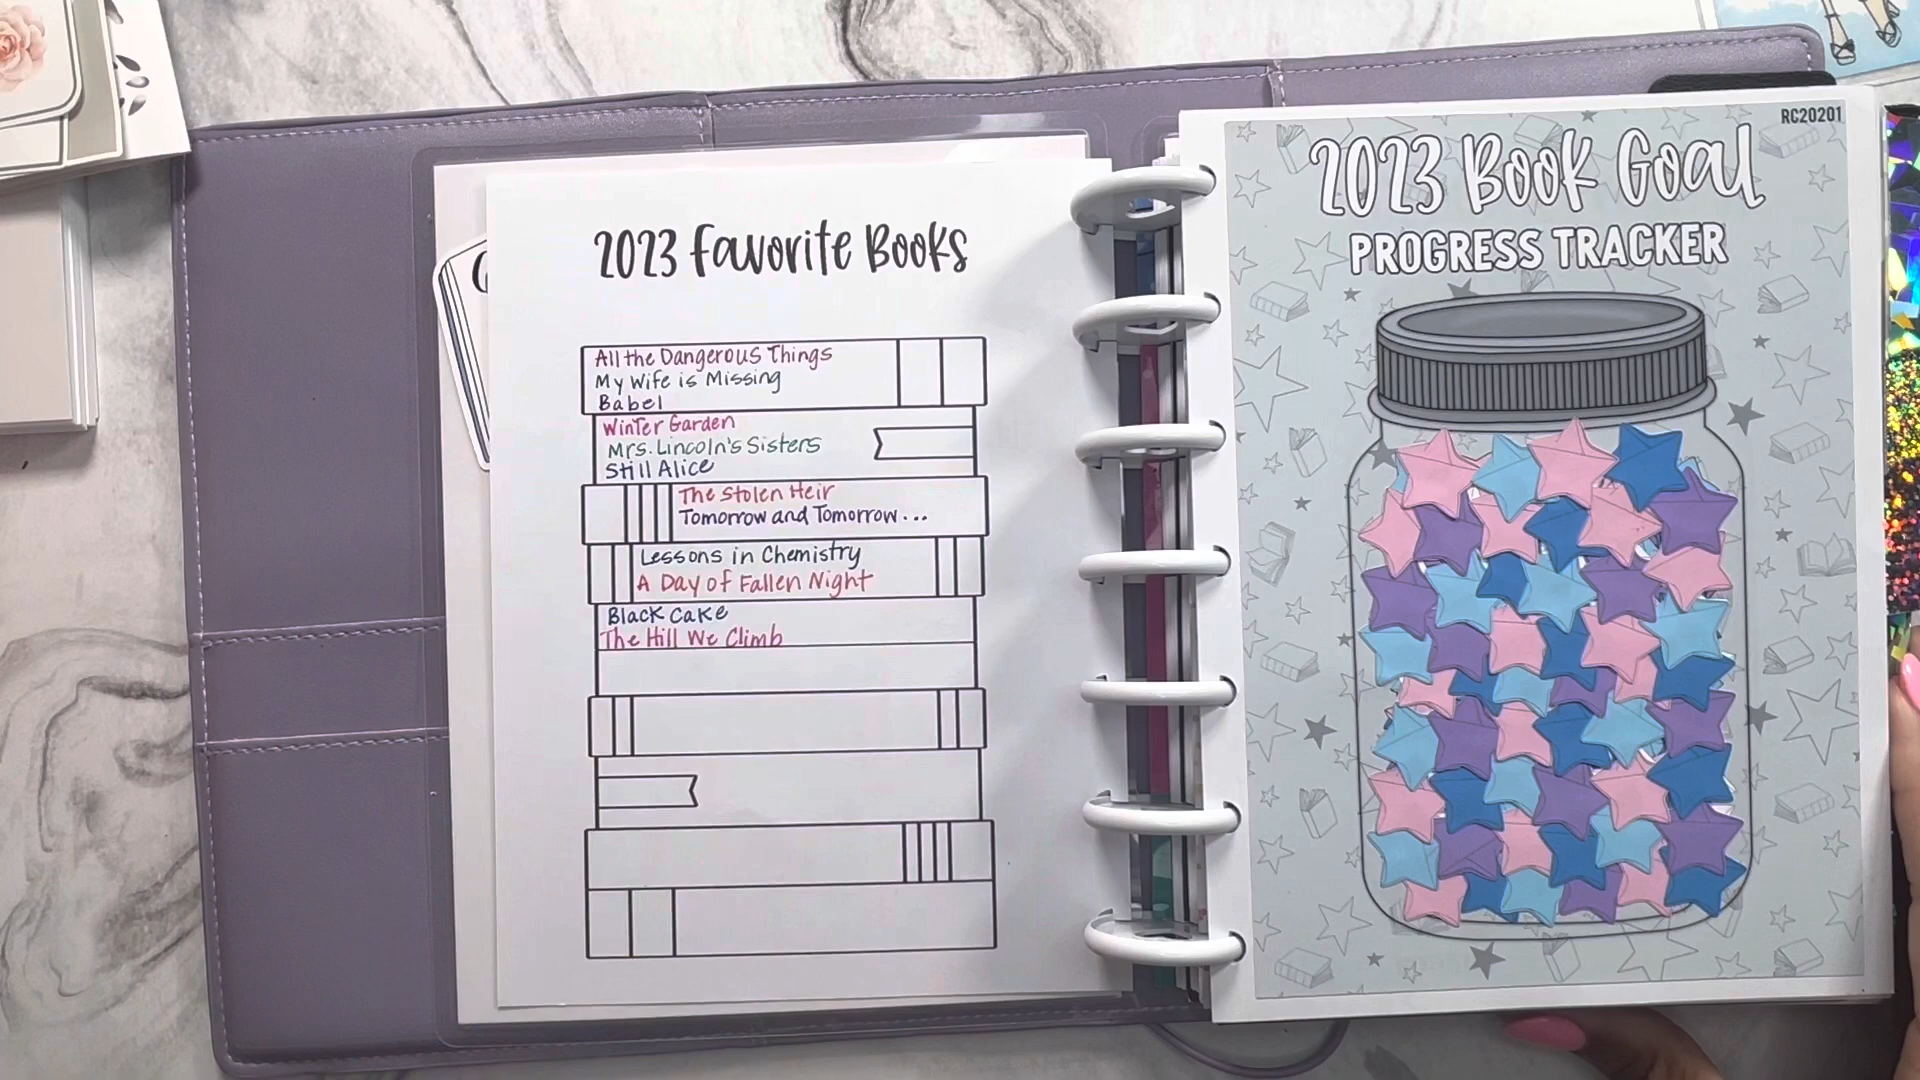 2023 Favorite Books
All the Dangerous Things
My Wife is Missing
Babel
Winter Garden
Mrs. Lincoln's Sisters
Still Alice
The Stolen Heir
Tomorrow and Tomorrow...
Lessons in Chemistry
A Day of Fallen Night
Black Cake
The Hill We Climb
RC20201
2023 Book Goal
PROGRESS TRACKER